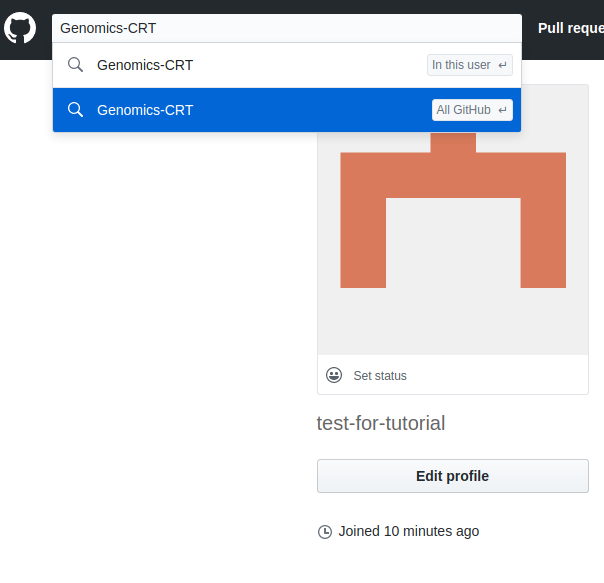 Genomics-CRT
Pull reque
Genomics-CRT In this user ↵
Genomics-CRT All GitHub ↵
Set status
test-for-tutorial
Edit profile
Joined 10 minutes ago